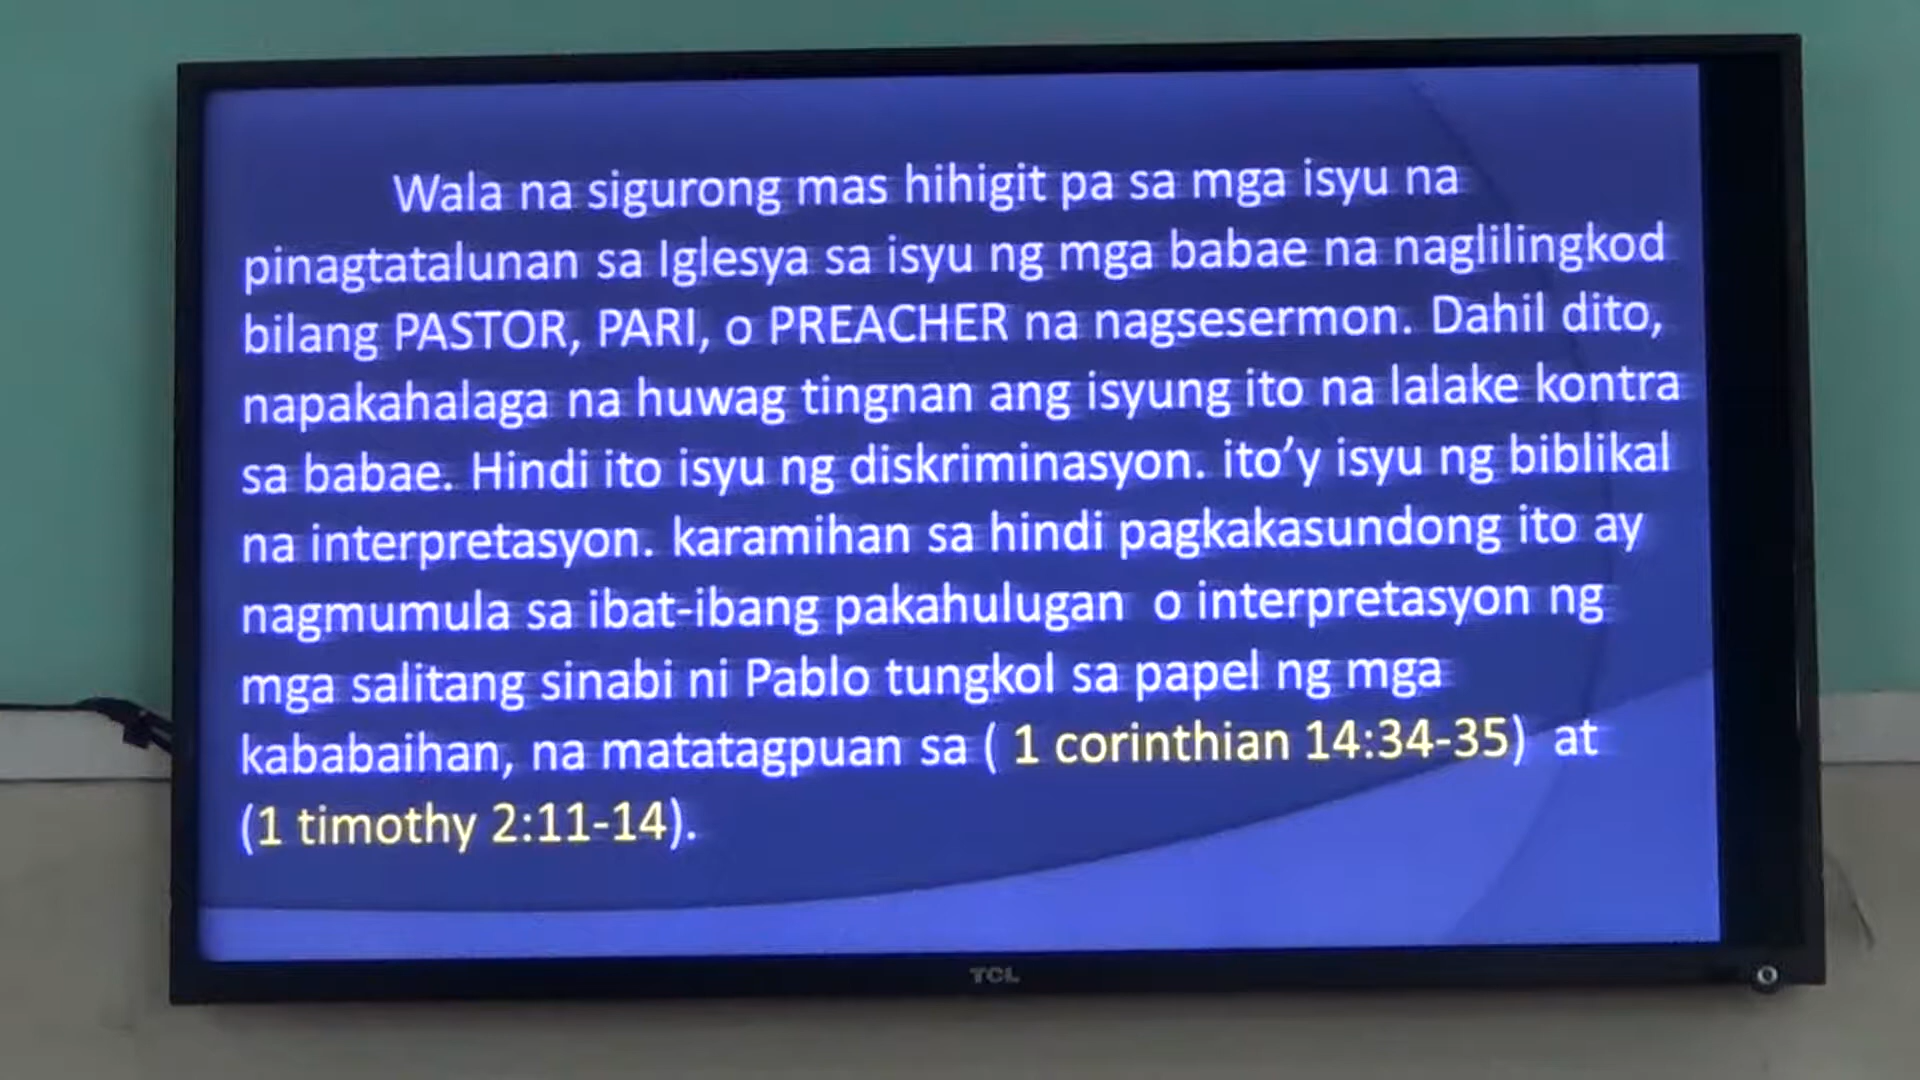 Wala na sigurong mas hihigit pa sa mga isyu na
pinagtatalunan sa Iglesya sa isyu ng mga babae na naglilingkod
bilang PASTOR, PARI, o PREACHER na nagsesermon. Dahil dito,
napakahalaga na huwag tingnan ang isyung ito na lalake kontra
sa babae. Hindi ito isyu ng diskriminasyon. ito'y isyu ng biblikal
na interpretasyon. karamihan sa hindi pagkakasundong ito ay
nagmumula sa ibat-ibang pakahulugan o interpretasyon ng
mga salitang sinabi ni Pablo tungkol sa papel ng mga
kababaihan, na matatagpuan sa ( 1 corinthian 14:34-35) at
(1 timothy 2:11-14).
TCL